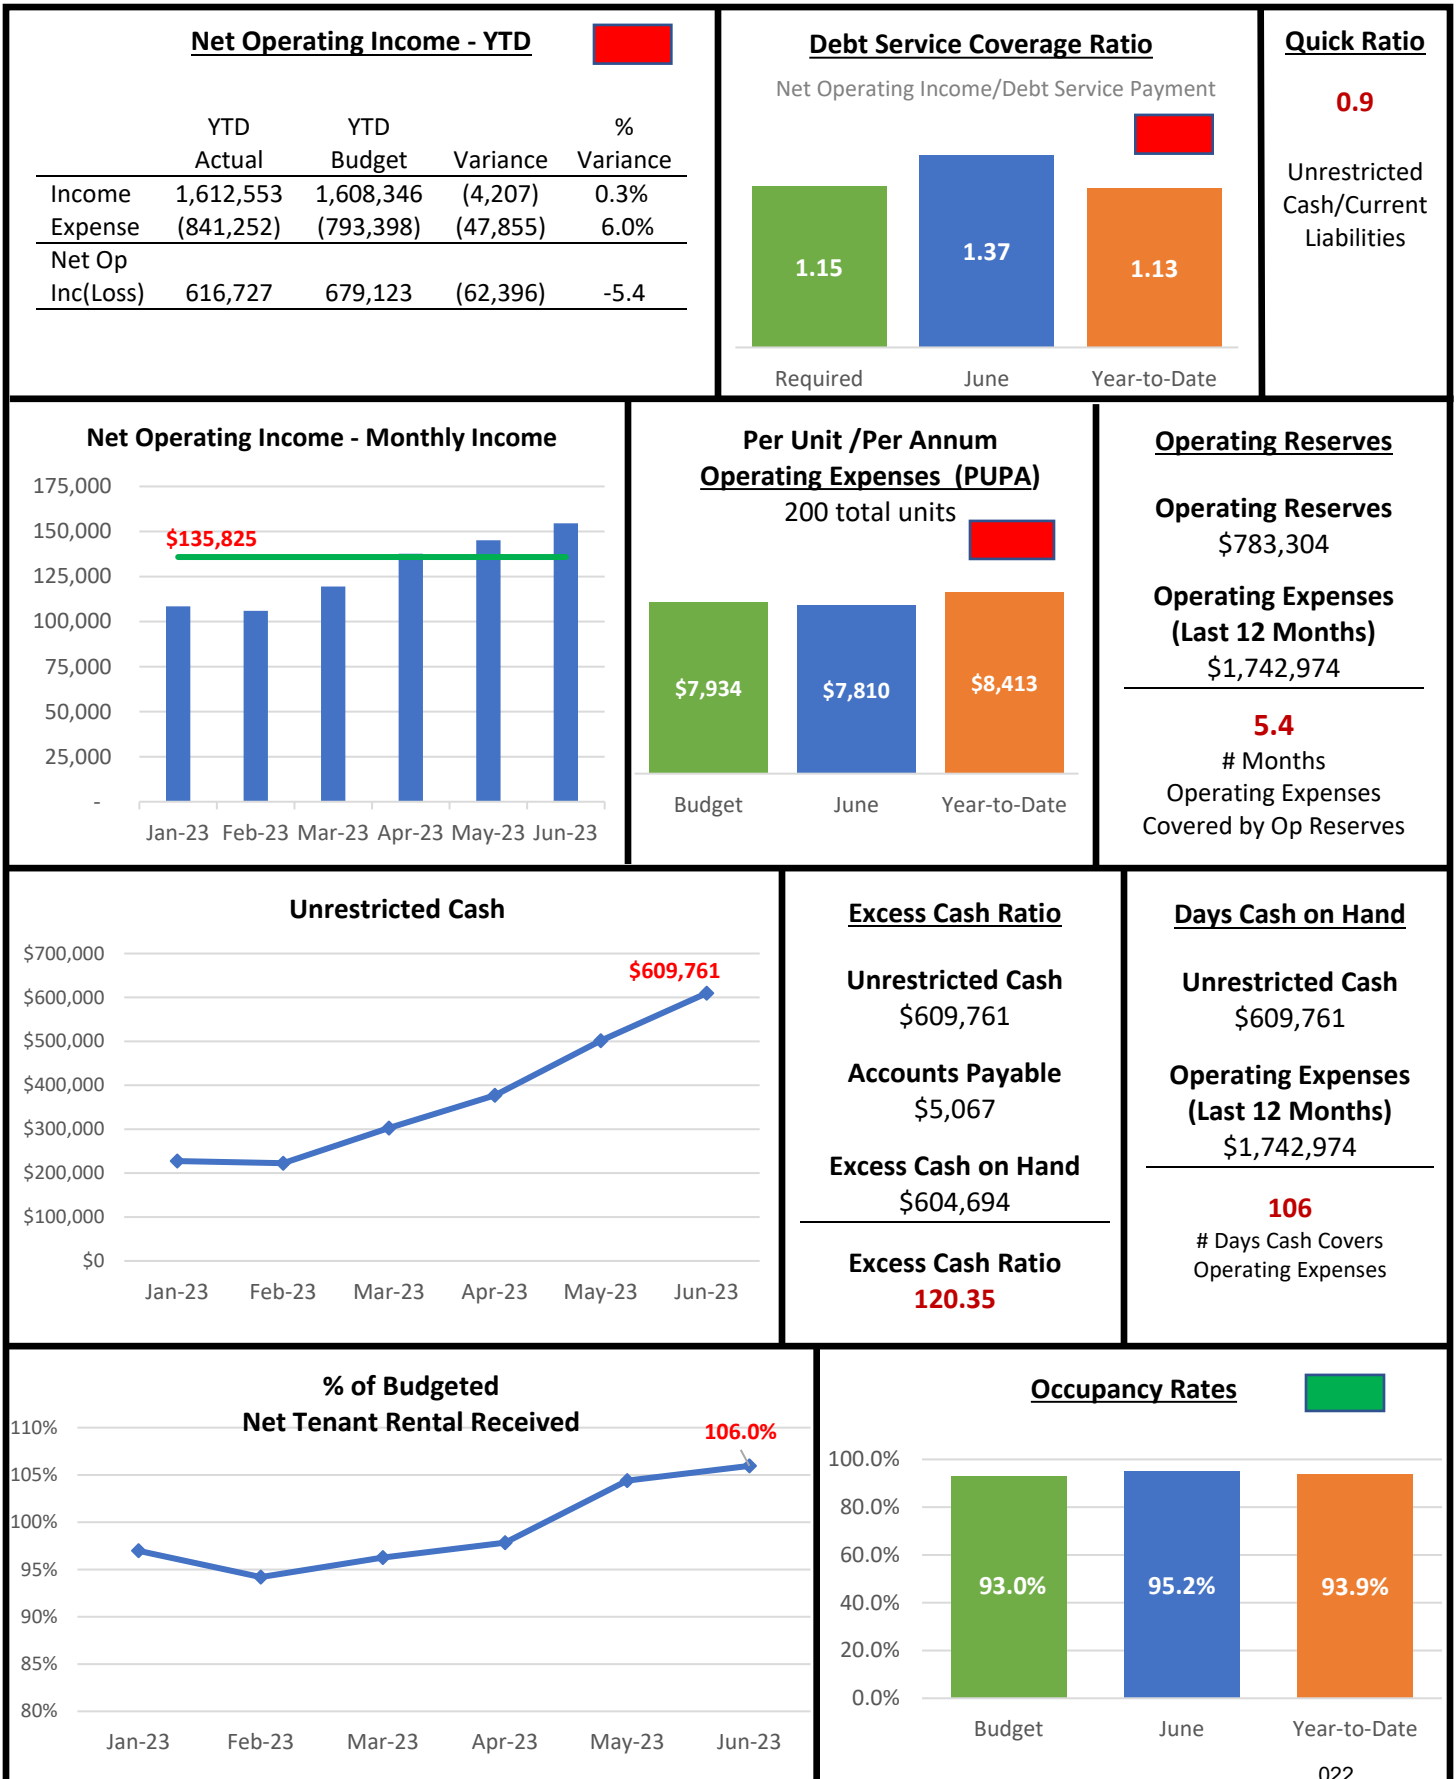 Net Operating Income - YTD
YTD YTD %
Actual Budget Variance Variance
Income 1,612,553 1,608,346 (4,207) 0.3%
Expense (841,252) (793,398) (47,855) 6.0%
Net Op
Inc(Loss) 616,727 679,123 (62,396) -5.4
Debt Service Coverage Ratio
Net Operating Income/Debt Service Payment
1.15 1.37 1.13
Required June Year-to-Date
Quick Ratio
0.9
Unrestricted
Cash/Current
Liabilities
Net Operating Income - Monthly Income
175,000
150,000
$135,825
125,000
100,000
75,000
50,000
25,000
-
Jan-23 Feb-23 Mar-23 Apr-23 May-23 Jun-23
Per Unit /Per Annum
Operating Expenses (PUPA)
200 total units
$7,934 $7,810 $8,413
Budget June Year-to-Date
Operating Reserves
Operating Reserves
$783,304
Operating Expenses
(Last 12 Months)
$1,742,974
5.4
# Months
Operating Expenses
Covered by Op Reserves
Unrestricted Cash
$700,000
$609,761
$600,000
$500,000
$400,000
$300,000
$200,000
$100,000
$0
Jan-23 Feb-23 Mar-23 Apr-23 May-23 Jun-23
Excess Cash Ratio
Unrestricted Cash
$609,761
Accounts Payable
$5,067
Excess Cash on Hand
$604,694
Excess Cash Ratio
120.35
Days Cash on Hand
Unrestricted Cash
$609,761
Operating Expenses
(Last 12 Months)
$1,742,974
106
# Days Cash Covers
Operating Expenses
% of Budgeted
Net Tenant Rental Received
110%
106.0%
105%
100%
95%
90%
85%
80%
Jan-23 Feb-23 Mar-23 Apr-23 May-23 Jun-23
Occupancy Rates
100.0%
80.0%
60.0%
40.0%
20.0%
0.0%
93.0% 95.2% 93.9%
Budget June Year-to-Date
022